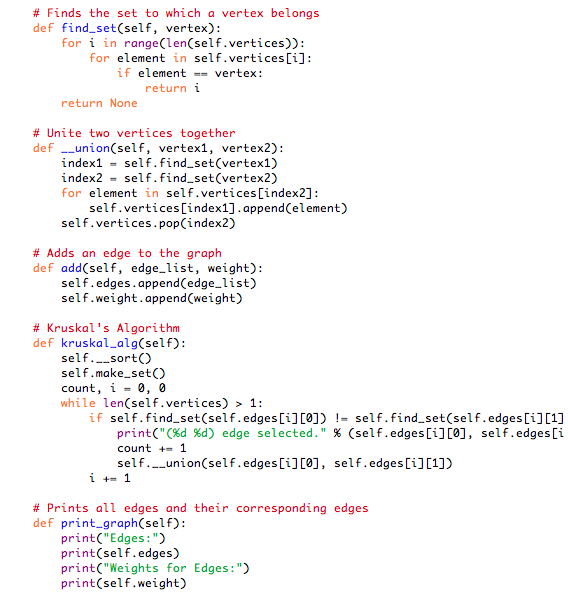 # Finds the set to which a vertex belongs
def find_set(self, vertex):
    for i in range(len(self.vertices)):
        for element in self.vertices[i]:
            if element == vertex:
                return i
    return None

# Unite two vertices together
def __union(self, vertex1, vertex2):
    index1 = self.find_set(vertex1)
    index2 = self.find_set(vertex2)
    for element in self.vertices[index2]:
        self.vertices[index1].append(element)
    self.vertices.pop(index2)

# Adds an edge to the graph
def add(self, edge_list, weight):
    self.edges.append(edge_list)
    self.weight.append(weight)

# Kruskal's Algorithm
def kruskal_alg(self):
    self.__sort()
    self.make_set()
    count, i = 0, 0
    while len(self.vertices) > 1:
        if self.find_set(self.edges[i][0]) != self.find_set(self.edges[i][1]
            print("(%d %d) edge selected." % (self.edges[i][0], self.edges[i
            count += 1
            self.__union(self.edges[i][0], self.edges[i][1])
        i += 1

# Prints all edges and their corresponding edges
def print_graph(self):
    print("Edges:")
    print(self.edges)
    print("Weights for Edges:")
    print(self.weight)